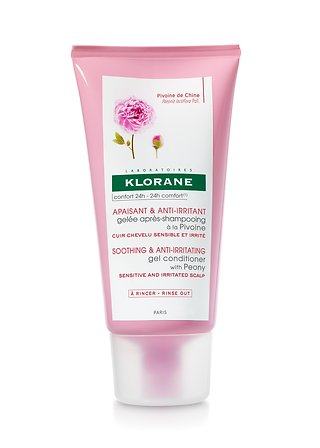 Pivoine de Chine
Paeonia lactiflora Pall.
LABORATOIRES
KLORANE
confort 24h - 24h comfort(1)
APAISANT & ANTI-IRRITANT
gelée après-shampooing
à la Pivoine
CUIR CHEVELU SENSIBLE ET IRRITÉ
SOOTHING & ANTI-IRRITATING
gel conditioner
with Peony
SENSITIVE AND IRRITATED SCALP
À RINCER - RINSE OUT
PARIS